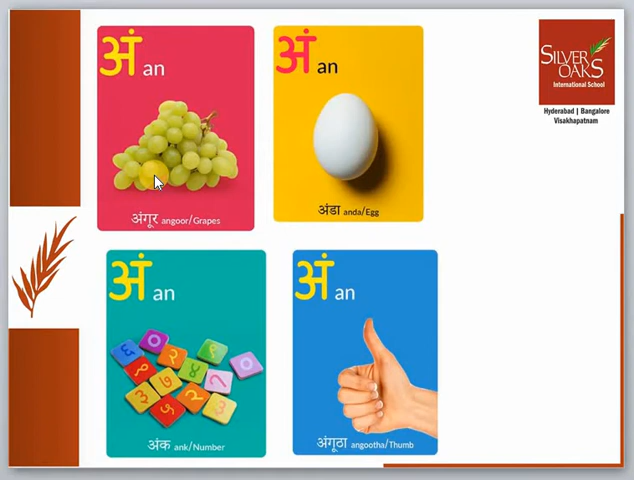 अं an
अंगूर angoor/Grapes
अं an
अंडा anda/Egg
SILVER
OAKS
International School
Hyderabad | Bangalore
Visakhapatnam
अं an
अंक ank/Number
अं an
अंगूठा angootha/Thumb